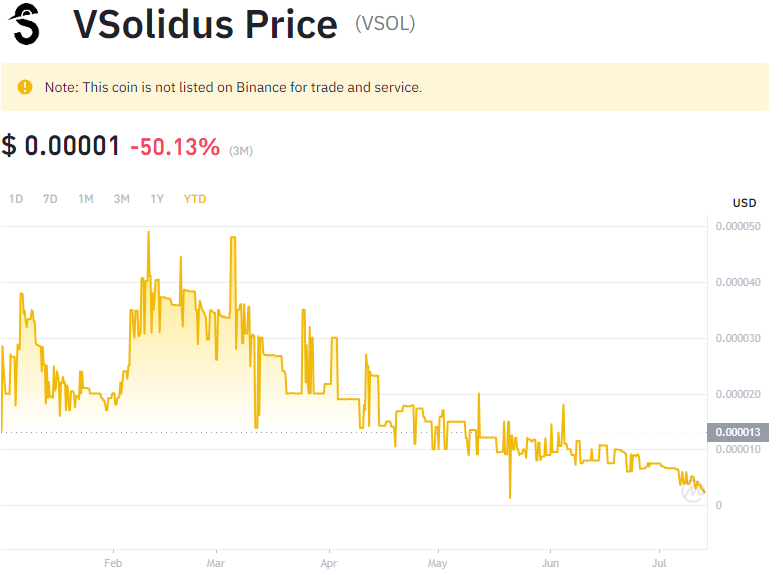 VSolidus Price (VSOL)
Note: This coin is not listed on Binance for trade and service.
$ 0.00001 -50.13% (3M)
1D 7D 1M 3M 1Y YTD
USD
0.000050
0.000040
0.000030
0.000020
0.000013
0.000010
0
Feb Mar Apr May Jun Jul